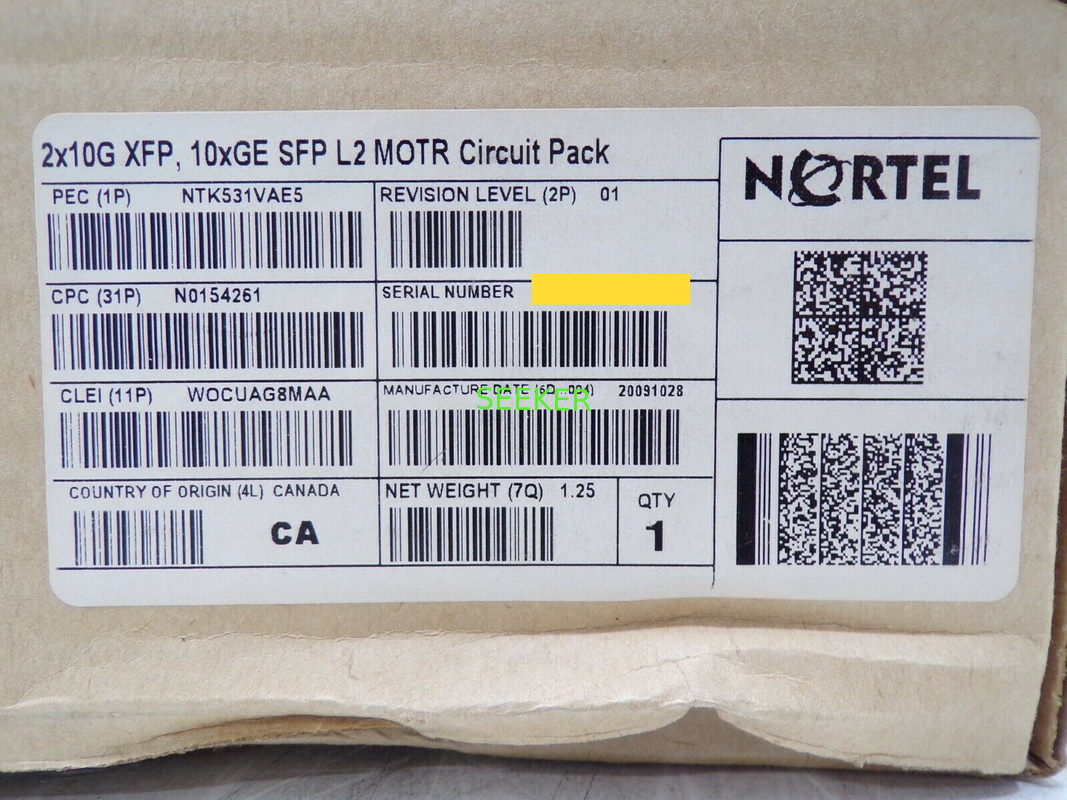 2x10G XFP, 10xGE SFP L2 MOTR Circuit Pack
NORTEL
PEC (1P) NTK531VAE5
REVISION LEVEL (2P) 01
CPC (31P) N0154261
SERIAL NUMBER
CLEI (11P) WOCUAG8MAA
MANUFACTURE DATE (6D 004) 20091028
SEEKER
COUNTRY OF ORIGIN (4L) CANADA
CA
NET WEIGHT (7Q) 1.25
QTY
1